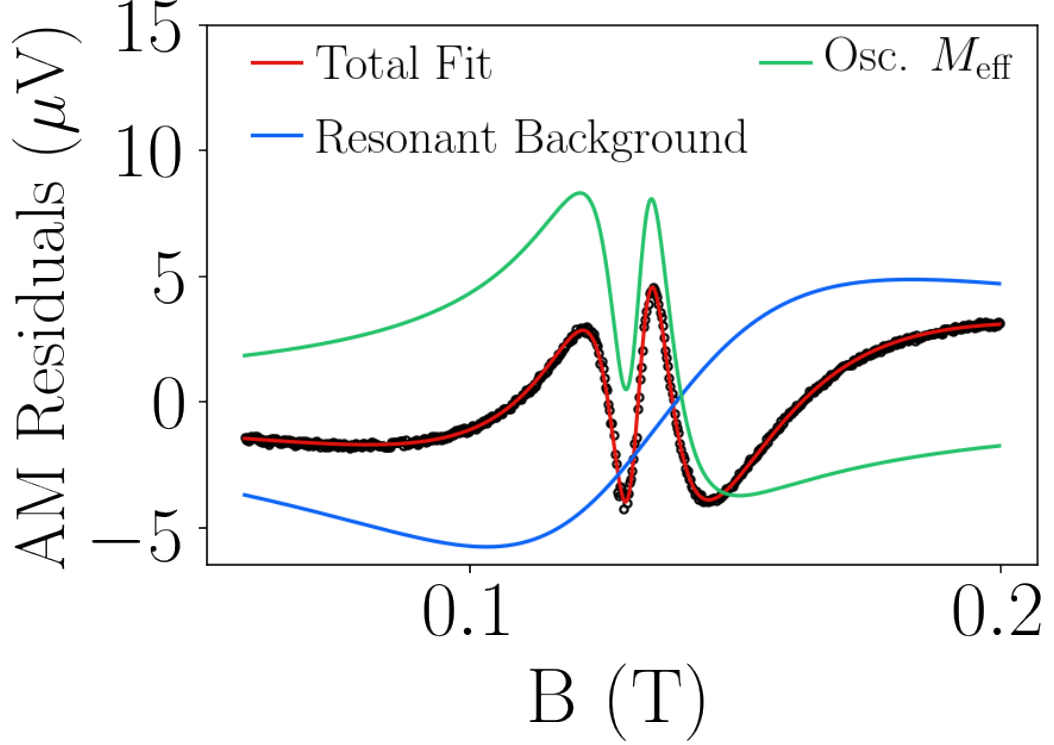 AM Residuals (μV)
15
10
5
0
−5
Total Fit
Osc. M_eff
Resonant Background
0.1
0.2
B (T)